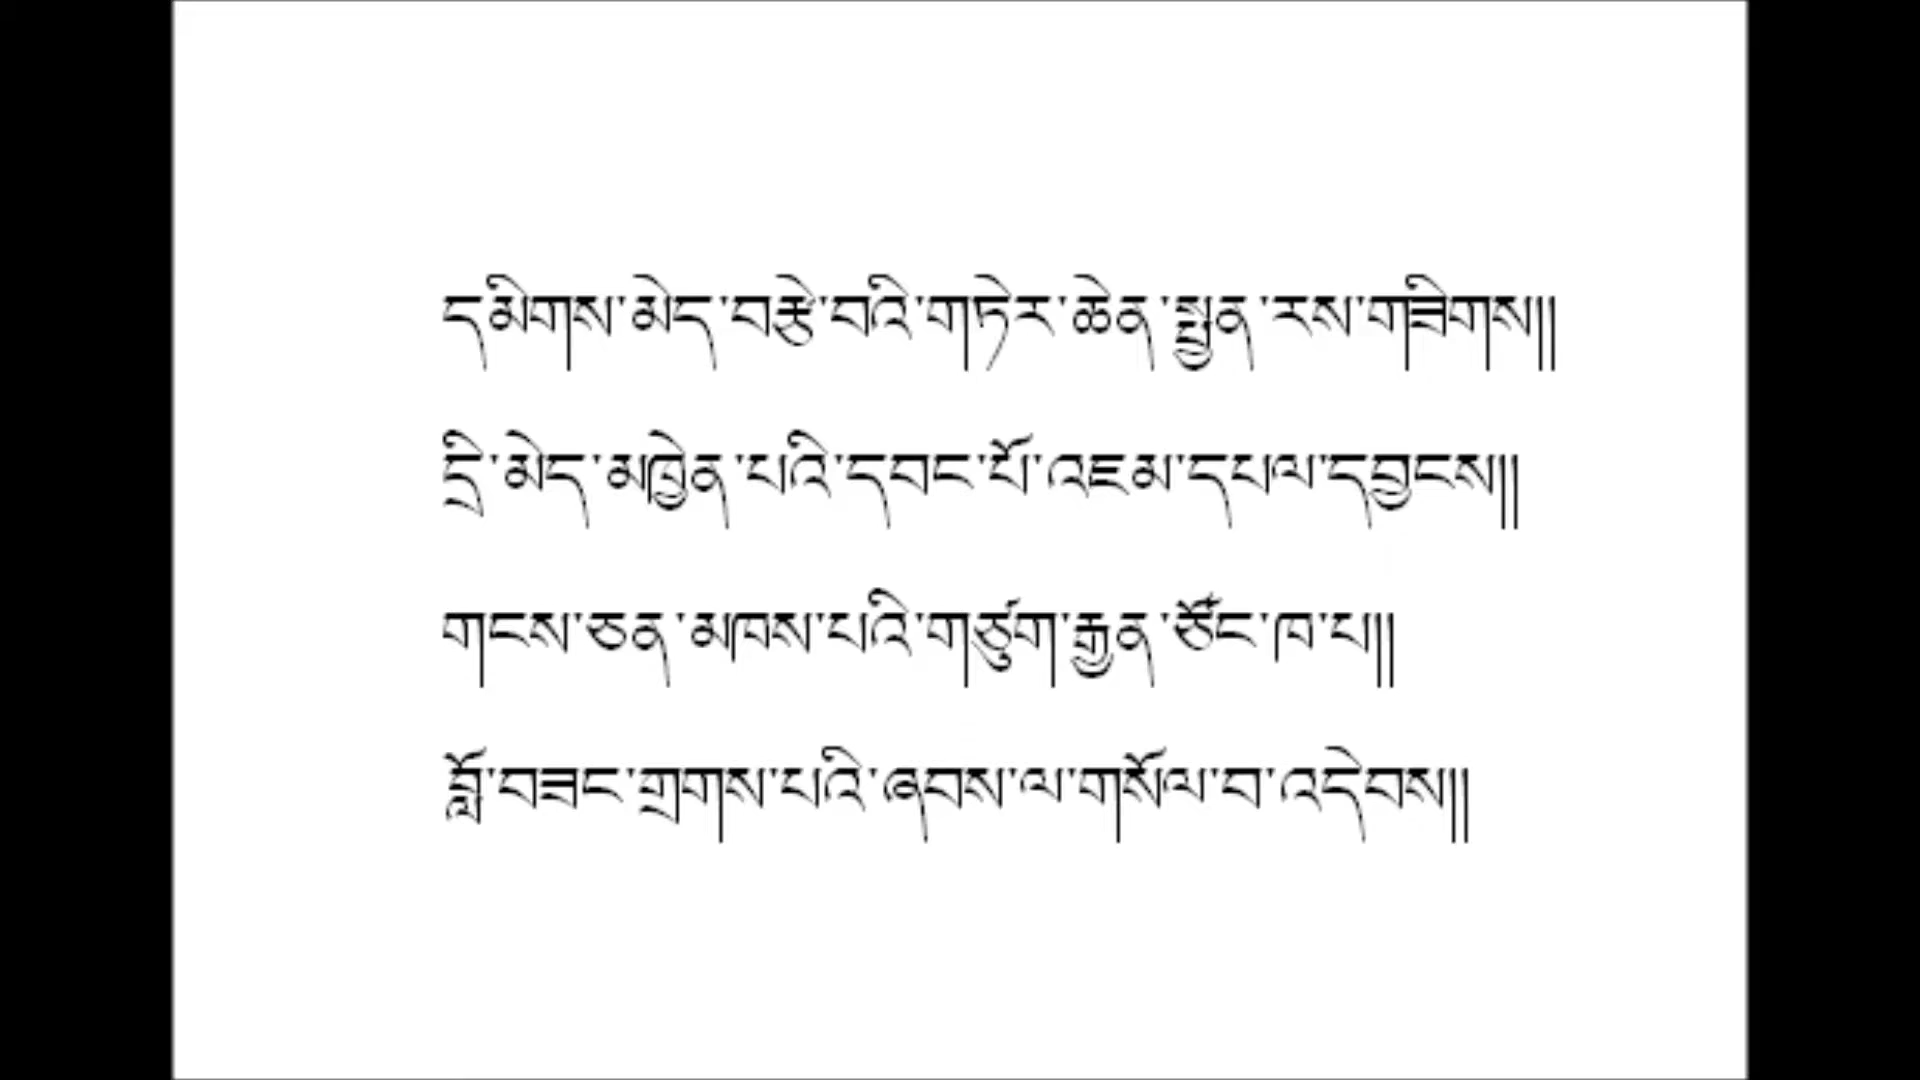 དམིགས་མེད་བརྩེ་བའི་གཏེར་ཆེན་སྤྱན་རས་གཟིགས༎
དྲི་མེད་མཁྱེན་པའི་དབང་པོ་འཇམ་དཔལ་དབྱངས༎
གངས་ཅན་མཁས་པའི་གཙུག་རྒྱན་ཙོང་ཁ་པ༎
བློ་བཟང་གྲགས་པའི་ཞབས་ལ་གསོལ་བ་འདེབས༎